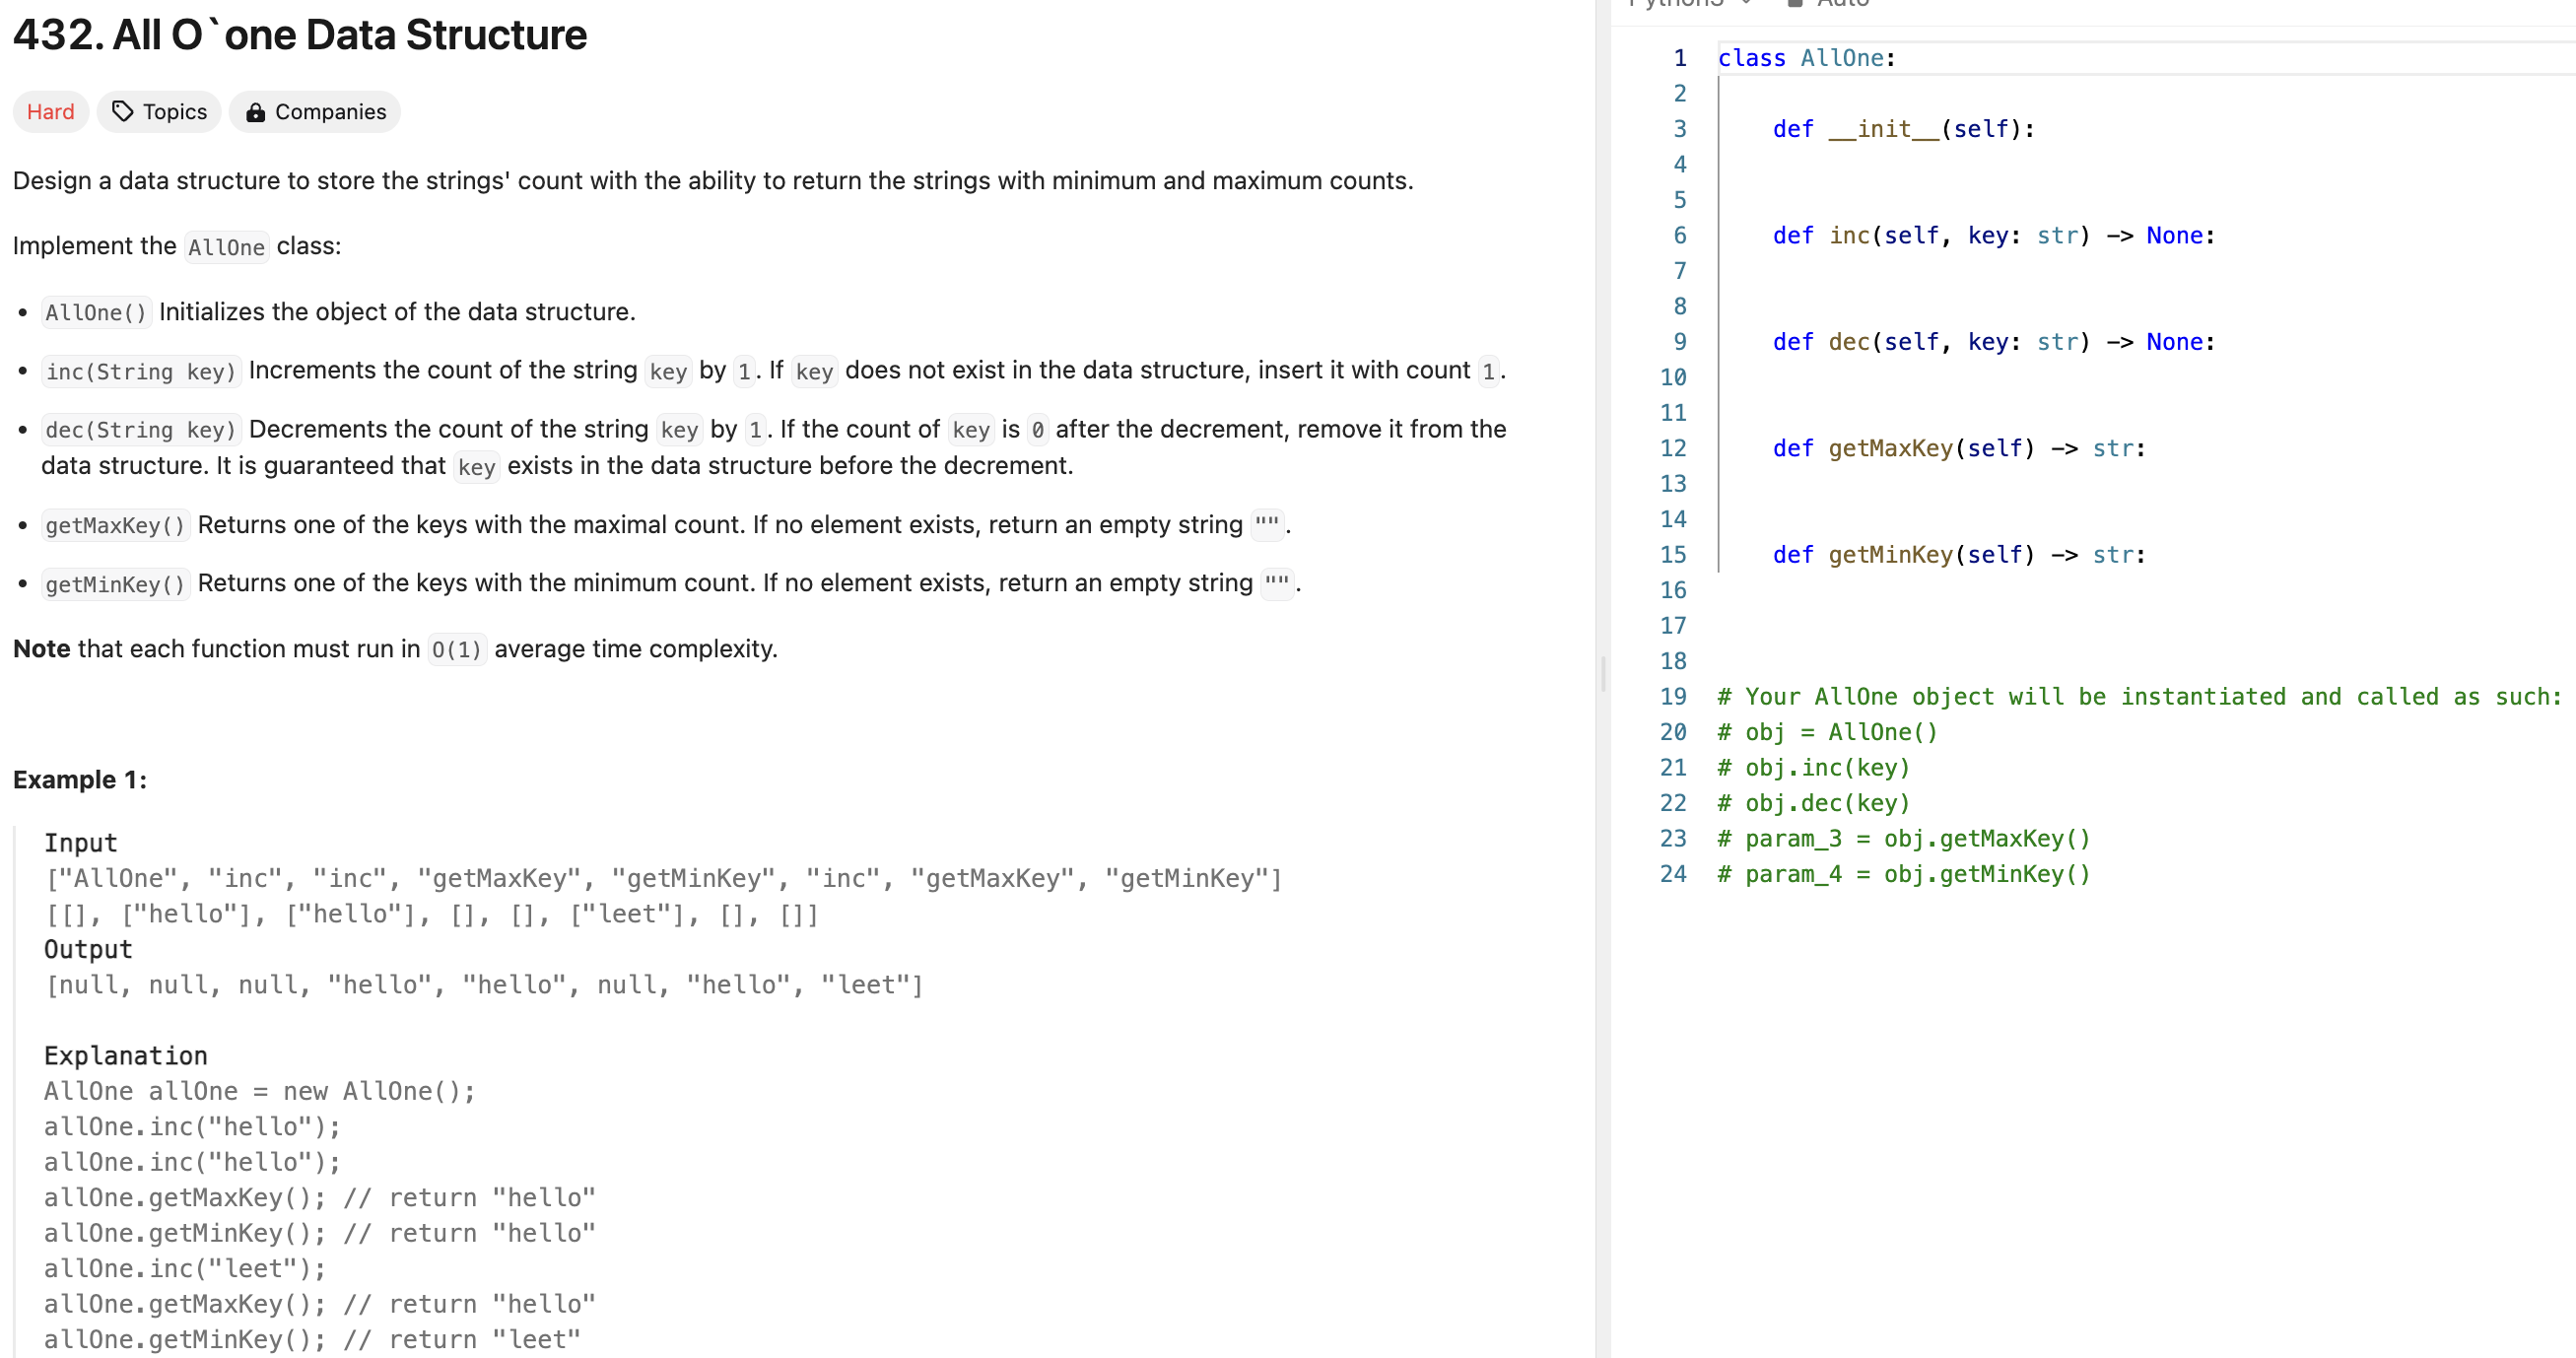 432. All O`one Data Structure
Hard Topics Companies
Design a data structure to store the strings' count with the ability to return the strings with minimum and maximum counts.
Implement the AllOne class:
• AllOne() Initializes the object of the data structure.
• inc(String key) Increments the count of the string key by 1. If key does not exist in the data structure, insert it with count 1.
• dec(String key) Decrements the count of the string key by 1. If the count of key is 0 after the decrement, remove it from the
data structure. It is guaranteed that key exists in the data structure before the decrement.
• getMaxKey() Returns one of the keys with the maximal count. If no element exists, return an empty string "".
• getMinKey() Returns one of the keys with the minimum count. If no element exists, return an empty string "".
Note that each function must run in O(1) average time complexity.
Example 1:
Input
["AllOne", "inc", "inc", "getMaxKey", "getMinKey", "inc", "getMaxKey", "getMinKey"]
[[], ["hello"], ["hello"], [], [], ["leet"], [], []]
Output
[null, null, null, "hello", "hello", null, "hello", "leet"]
Explanation
AllOne allOne = new AllOne();
allOne.inc("hello");
allOne.inc("hello");
allOne.getMaxKey(); // return "hello"
allOne.getMinKey(); // return "hello"
allOne.inc("leet");
allOne.getMaxKey(); // return "hello"
allOne.getMinKey(); // return "leet"
Python3 Auto
1 class AllOne:
2
3     def __init__(self):
4
5
6     def inc(self, key: str) -> None:
7
8
9     def dec(self, key: str) -> None:
10
11
12     def getMaxKey(self) -> str:
13
14
15     def getMinKey(self) -> str:
16
17
18
19 # Your AllOne object will be instantiated and called as such:
20 # obj = AllOne()
21 # obj.inc(key)
22 # obj.dec(key)
23 # param_3 = obj.getMaxKey()
24 # param_4 = obj.getMinKey()